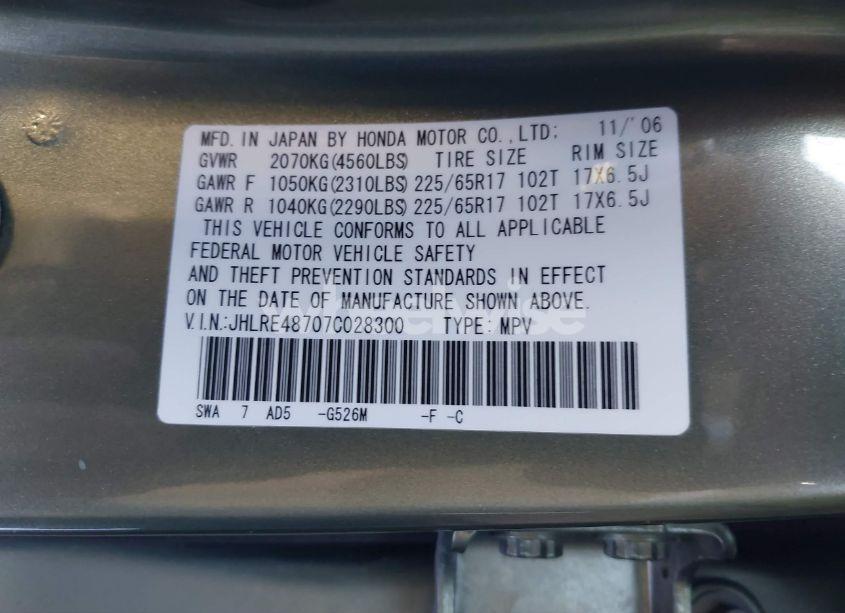 MFD. IN JAPAN BY HONDA MOTOR CO.,LTD: 11/'06
GVWR 2070KG(4560LBS) TIRE SIZE RIM SIZE
GAWR F 1050KG(2310LBS) 225/65R17 102T 17X6.5J
GAWR R 1040KG(2290LBS) 225/65R17 102T 17X6.5J
THIS VEHICLE CONFORMS TO ALL APPLICABLE
FEDERAL MOTOR VEHICLE SAFETY
AND THEFT PREVENTION STANDARDS IN EFFECT
ON THE DATE OF MANUFACTURE SHOWN ABOVE.
wheelwise
V.I.N.:JHLRE48707C028300 TYPE: MPV
SWA 7 AD5 -G526M -F -C